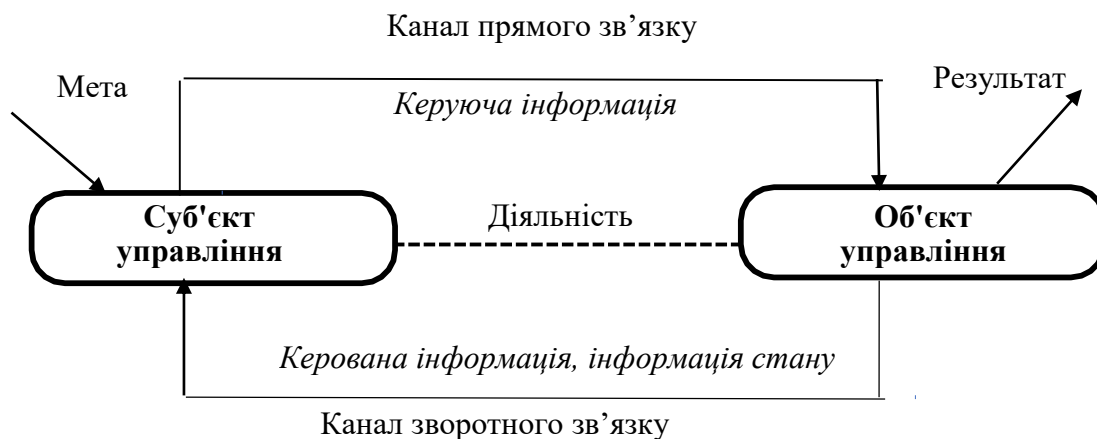 Канал прямого зв’язку
Мета
Результат
Керуюча інформація
Суб'єкт
управління
Діяльність
Об'єкт
управління
Керована інформація, інформація стану
Канал зворотного зв’язку